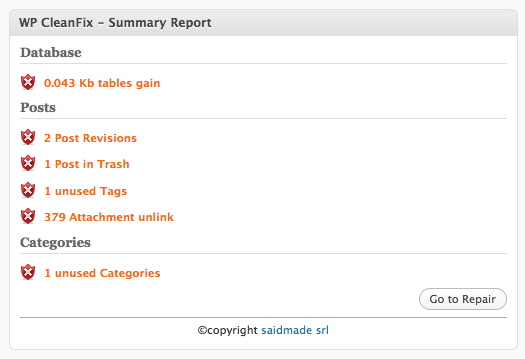 WP CleanFix - Summary Report
Database
0.043 Kb tables gain
Posts
2 Post Revisions
1 Post in Trash
1 unused Tags
379 Attachment unlink
Categories
1 unused Categories
Go to Repair
©copyright saidmade srl